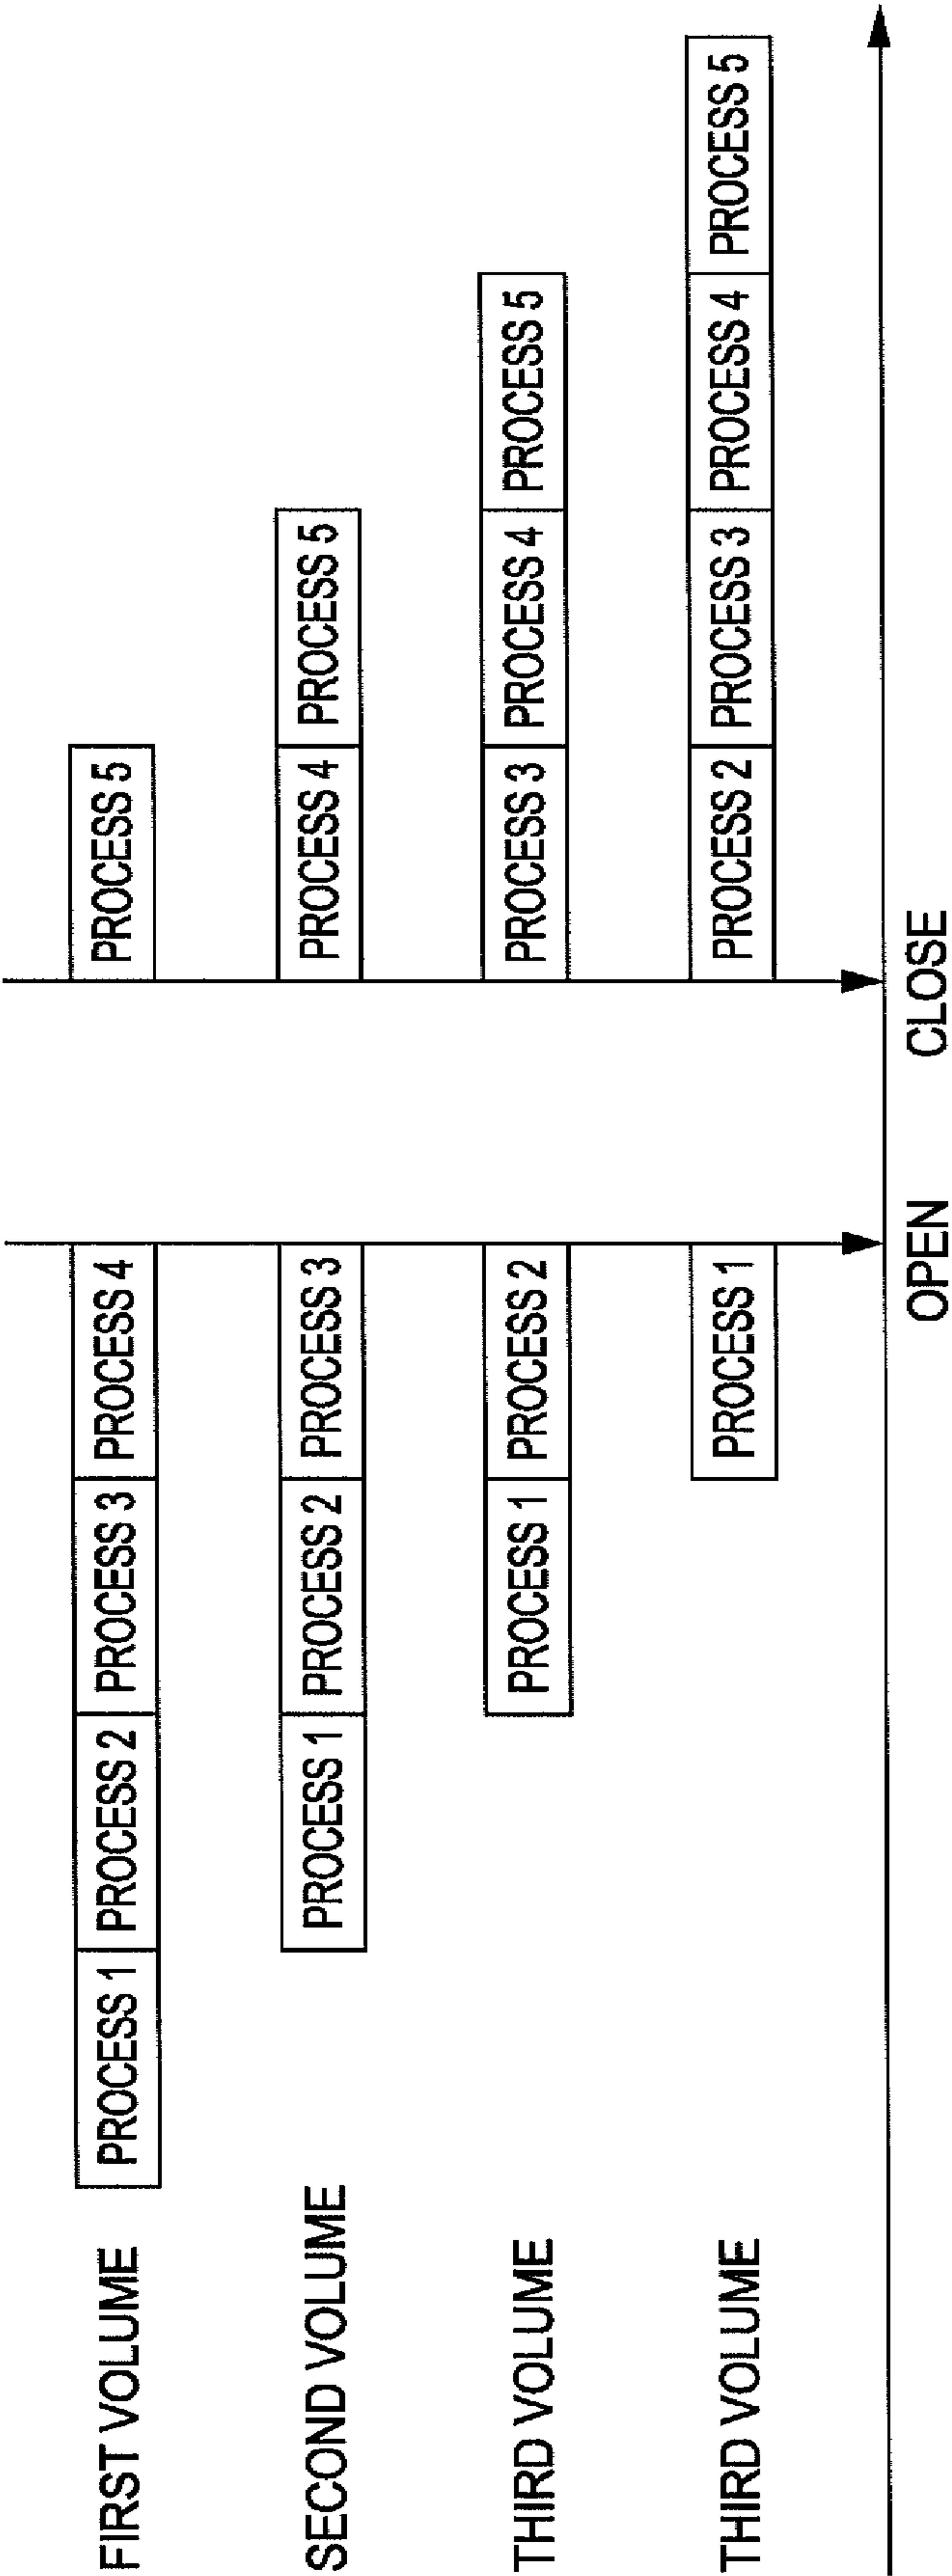 FIRST VOLUME PROCESS 1 PROCESS 2 PROCESS 3 PROCESS 4 PROCESS 5
SECOND VOLUME PROCESS 1 PROCESS 2 PROCESS 3 PROCESS 4 PROCESS 5
THIRD VOLUME PROCESS 1 PROCESS 2 PROCESS 3 PROCESS 4 PROCESS 5
THIRD VOLUME PROCESS 1 PROCESS 2 PROCESS 3 PROCESS 4 PROCESS 5
OPEN CLOSE